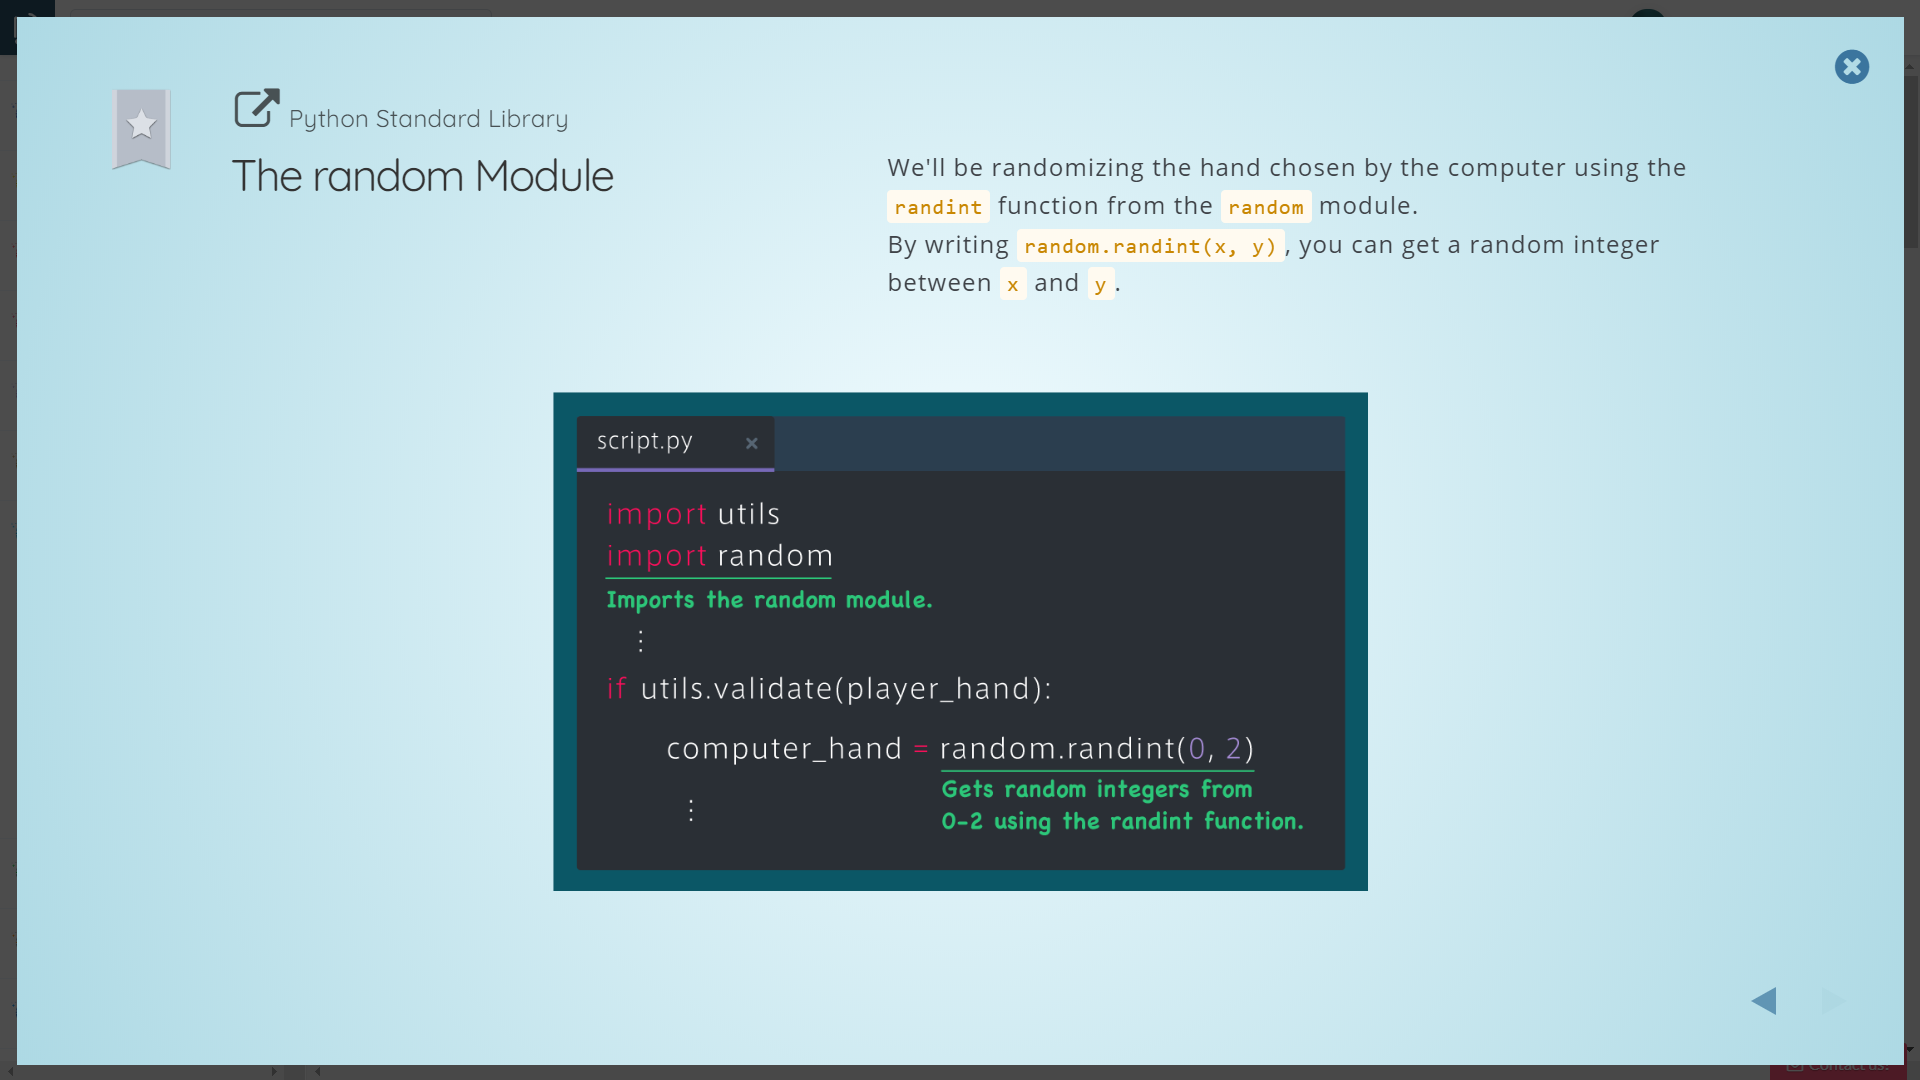 Python Standard Library
The random Module
We'll be randomizing the hand chosen by the computer using the
randint function from the random module.
By writing random.randint(x, y), you can get a random integer
between x and y.
script.py ×
import utils
import random
Imports the random module.
⋮
if utils.validate(player_hand):
computer_hand = random.randint(0, 2)
Gets random integers from
0-2 using the randint function.
⋮
Contact us!